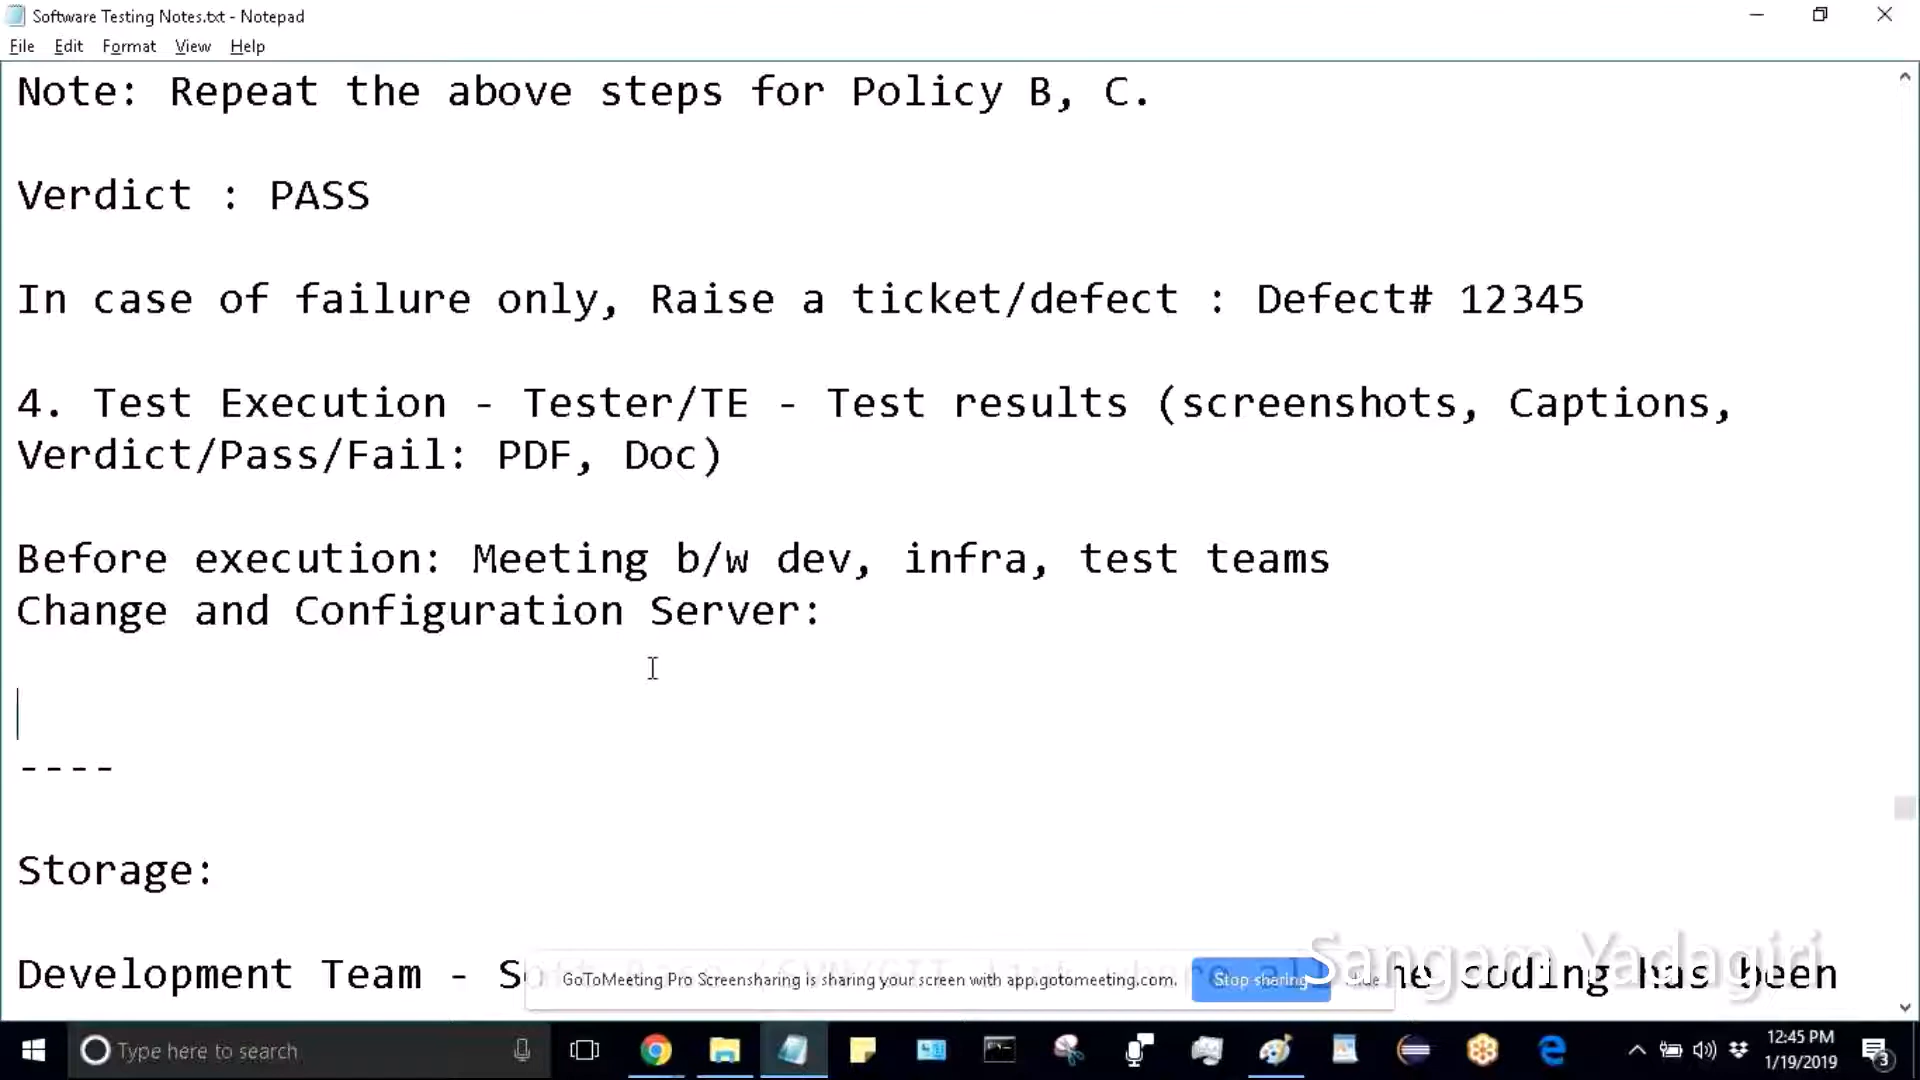 Software Testing Notes.txt - Notepad
File Edit Format View Help
Note: Repeat the above steps for Policy B, C.
Verdict : PASS
In case of failure only, Raise a ticket/defect : Defect# 12345
4. Test Execution - Tester/TE - Test results (screenshots, Captions,
Verdict/Pass/Fail: PDF, Doc)
Before execution: Meeting b/w dev, infra, test teams
Change and Configuration Server:
----
Storage:
Development Team - coding has been
GoToMeeting Pro Screensharing is sharing your screen with app.gotomeeting.com.
Stop sharing
Hide
Sangam Yadagiri
Type here to search
12:45 PM
1/19/2019
3